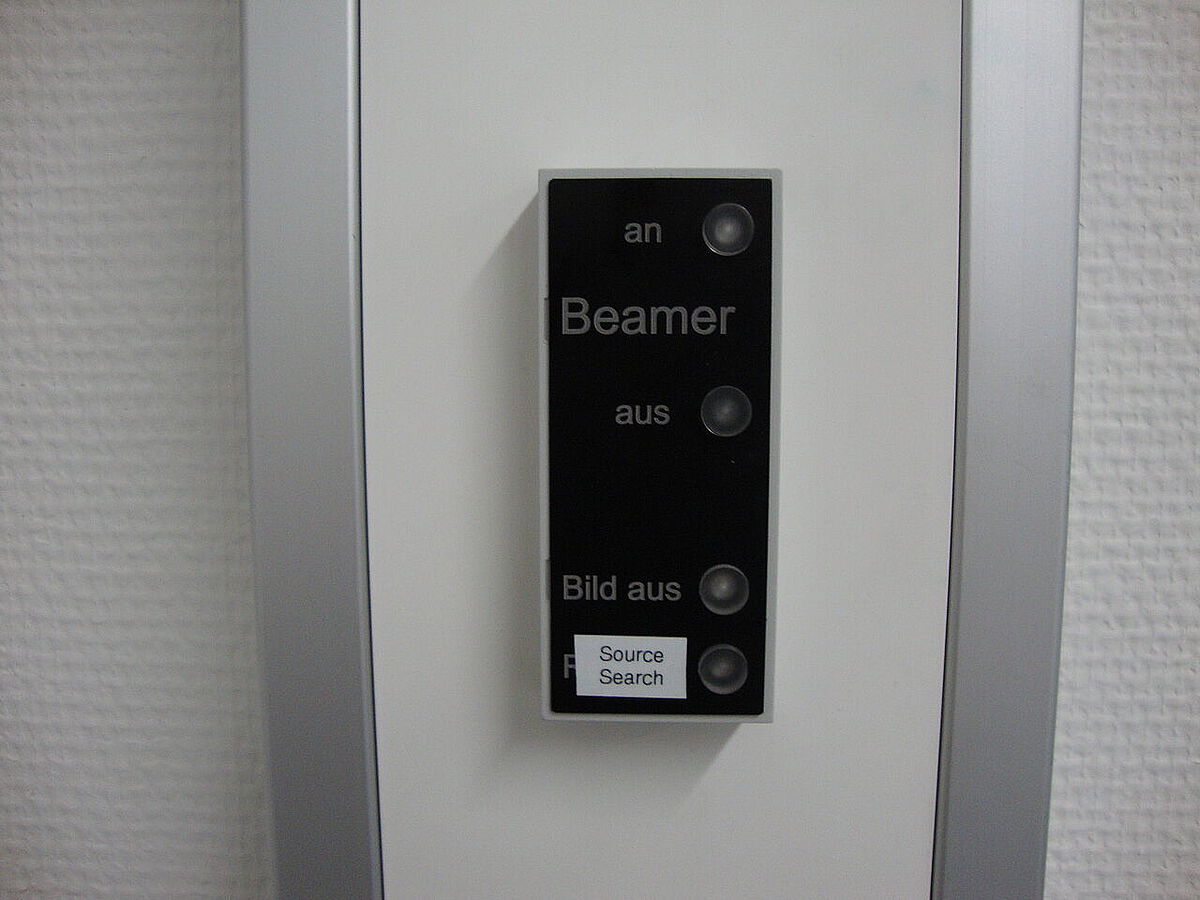 an
Beamer
aus
Bild aus
Source
Search